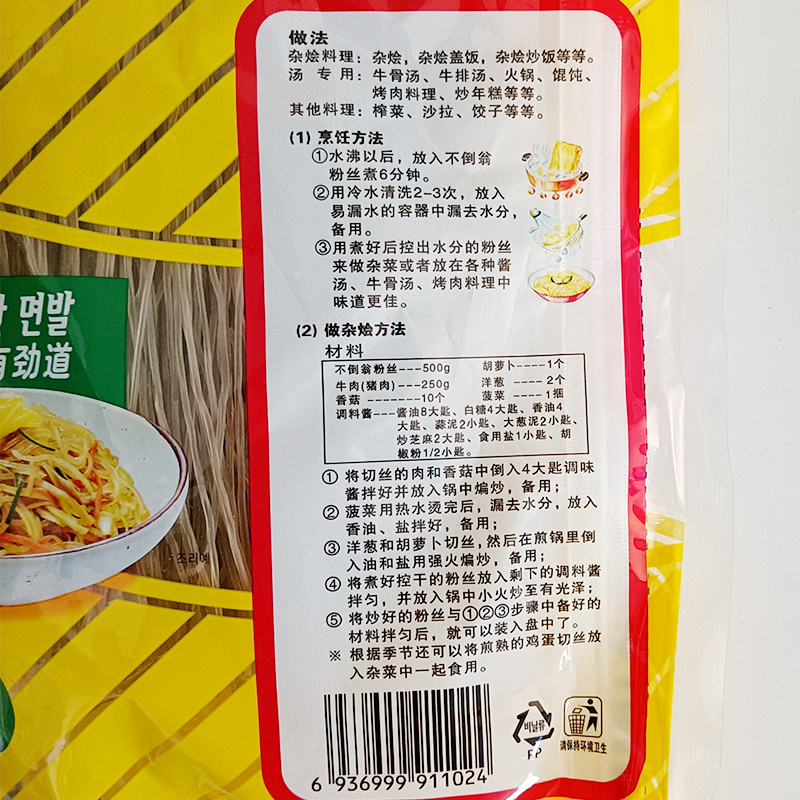 做法
杂烩料理：杂烩，杂烩盖饭，杂烩炒饭等等。
汤 专 用：牛骨汤、牛排汤、火锅、馄饨、
烤肉料理、炒年糕等等。
其他料理：榨菜、沙拉、饺子等等。
(1) 烹饪方法
①水沸以后，放入不倒翁
粉丝煮6分钟。
②用冷水清洗2-3次，放入
易漏水的容器中漏去水分，
备用。
③用煮好后控出水分的粉丝
来做杂菜或者放在各种酱
汤、牛骨汤、烤肉料理中
味道更佳。
면발
有劲道
(2) 做杂烩方法
材料
不倒翁粉丝---500g 胡萝卜----1个
牛肉(猪肉)---250g 洋葱 ----2个
香菇 -------10个 菠菜 ----1捆
调料酱---酱油8大匙、白糖4大匙、香油4
大匙、蒜泥2小匙、大葱泥2小匙、
炒芝麻2大匙、食用盐1小匙、胡
椒粉1/2小匙。
① 将切丝的肉和香菇中倒入4大匙调味
酱拌好并放入锅中煸炒，备用；
② 菠菜用热水烫完后，漏去水分，放入
香油、盐拌好，备用；
③ 洋葱和胡萝卜切丝，然后在煎锅里倒
入油和盐用强火煸炒，备用；
④ 将煮好控干的粉丝放入剩下的调料酱
拌匀，并放入锅中小火炒至有光泽；
⑤ 将炒好的粉丝与①②③步骤中备好的
材料拌匀后，就可以装入盘中了。
※ 根据季节还可以将煎熟的鸡蛋切丝放
入杂菜中一起食用。
조리예
비닐류
PP
请保持环境卫生
6 936999 911024